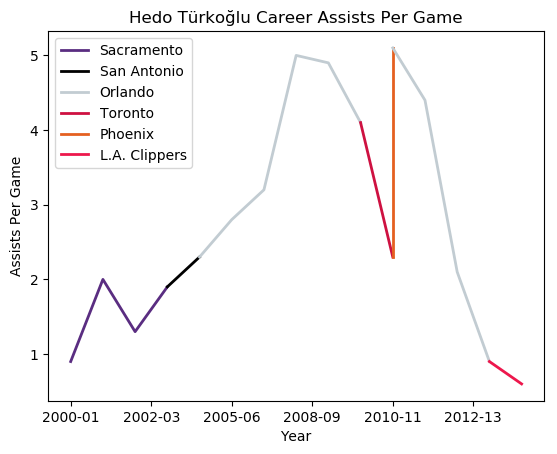 Hedo Türkoğlu Career Assists Per Game
Sacramento
San Antonio
Orlando
Toronto
Phoenix
L.A. Clippers
Assists Per Game
5
4
3
2
1
2000-01 2002-03 2005-06 2008-09 2010-11 2012-13
Year